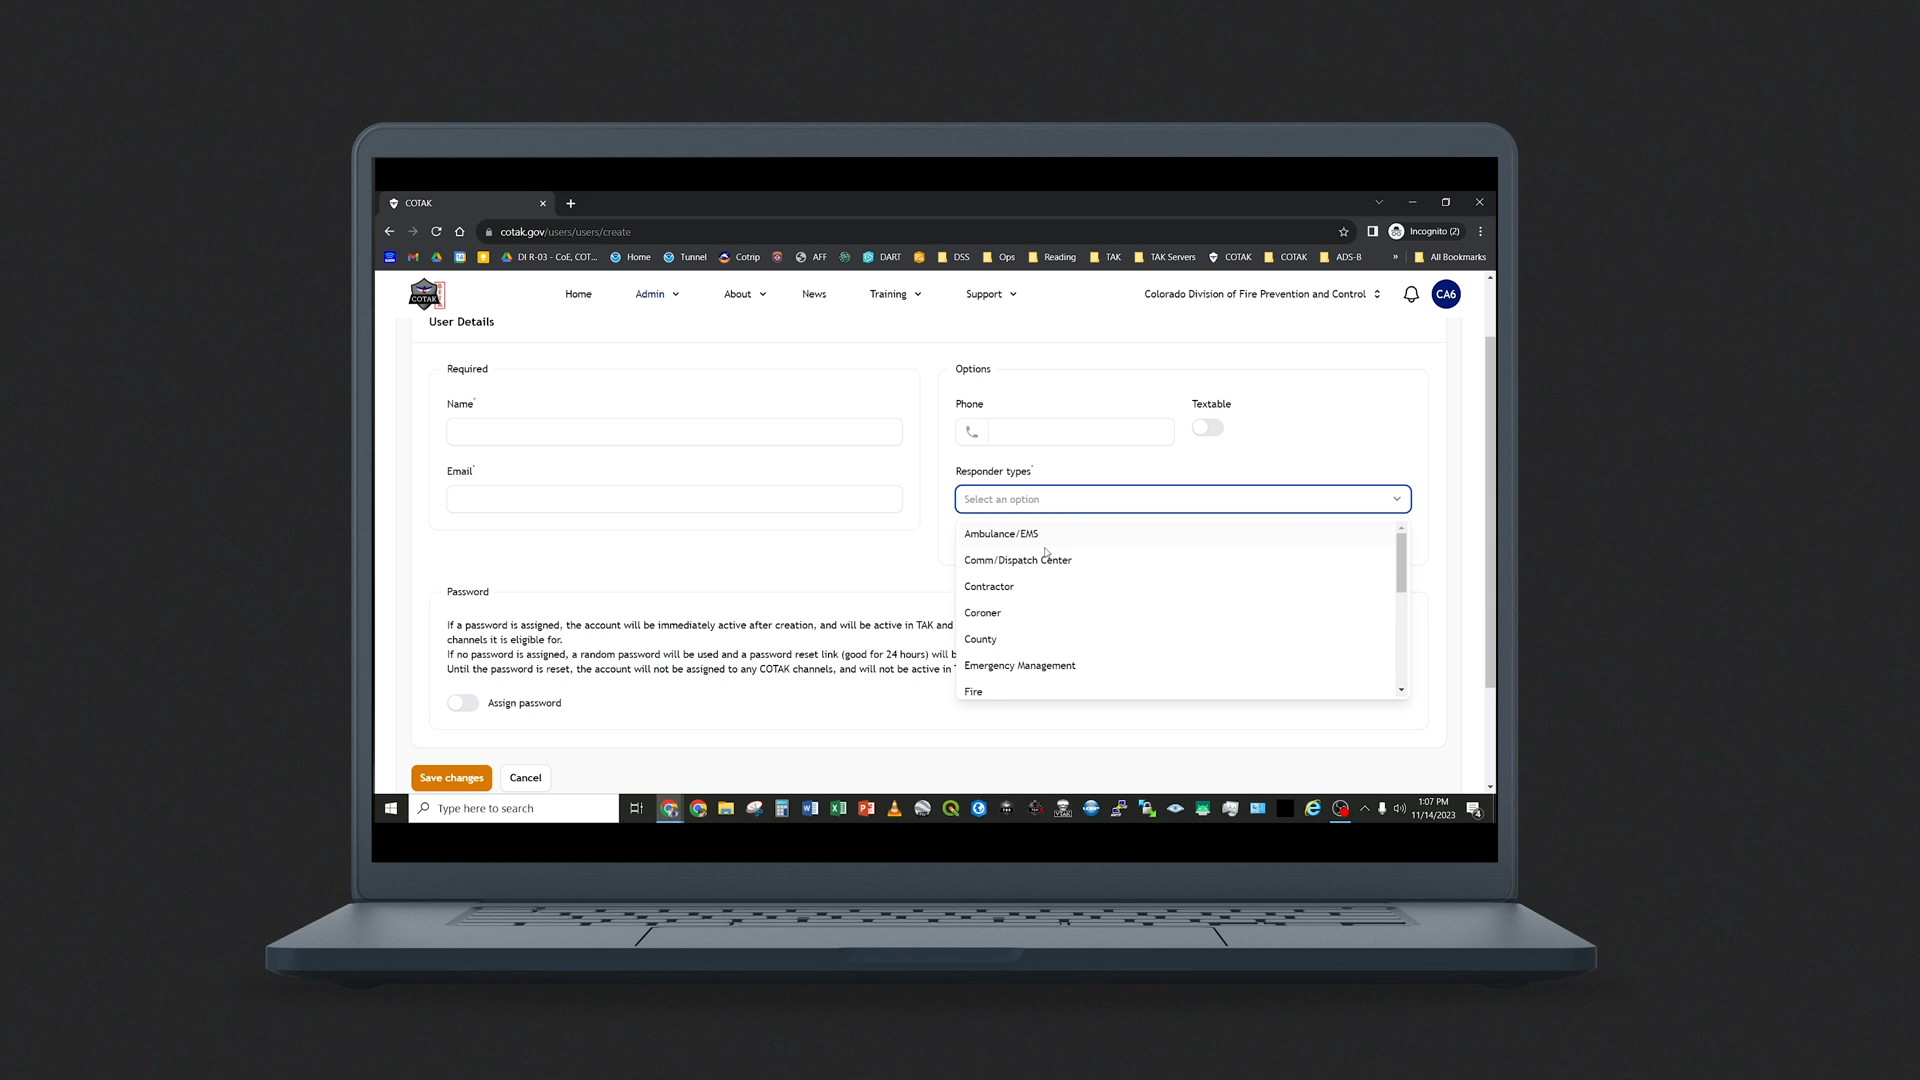 COTAK
cotak.gov/users/users/create
Incognito (2)
DI R-03 - CoE, COT...
Home
Tunnel
Cotrip
AFF
DART
DSS
Ops
Reading
TAK
TAK Servers
COTAK
COTAK
ADS-B
»
All Bookmarks
COTAK
BETA
Home
Admin
About
News
Training
Support
Colorado Division of Fire Prevention and Control
CA6
User Details
Required
Options
Name*
Phone
Textable
Email*
Responder types*
Select an option
Ambulance/EMS
Comm/Dispatch Center
Contractor
Coroner
County
Emergency Management
Fire
Password
If a password is assigned, the account will be immediately active after creation, and will be active in TAK and
channels it is eligible for.
If no password is assigned, a random password will be used and a password reset link (good for 24 hours) will b
Until the password is reset, the account will not be assigned to any COTAK channels, and will not be active in
Assign password
Save changes
Cancel
Type here to search
1:07 PM
11/14/2023
4